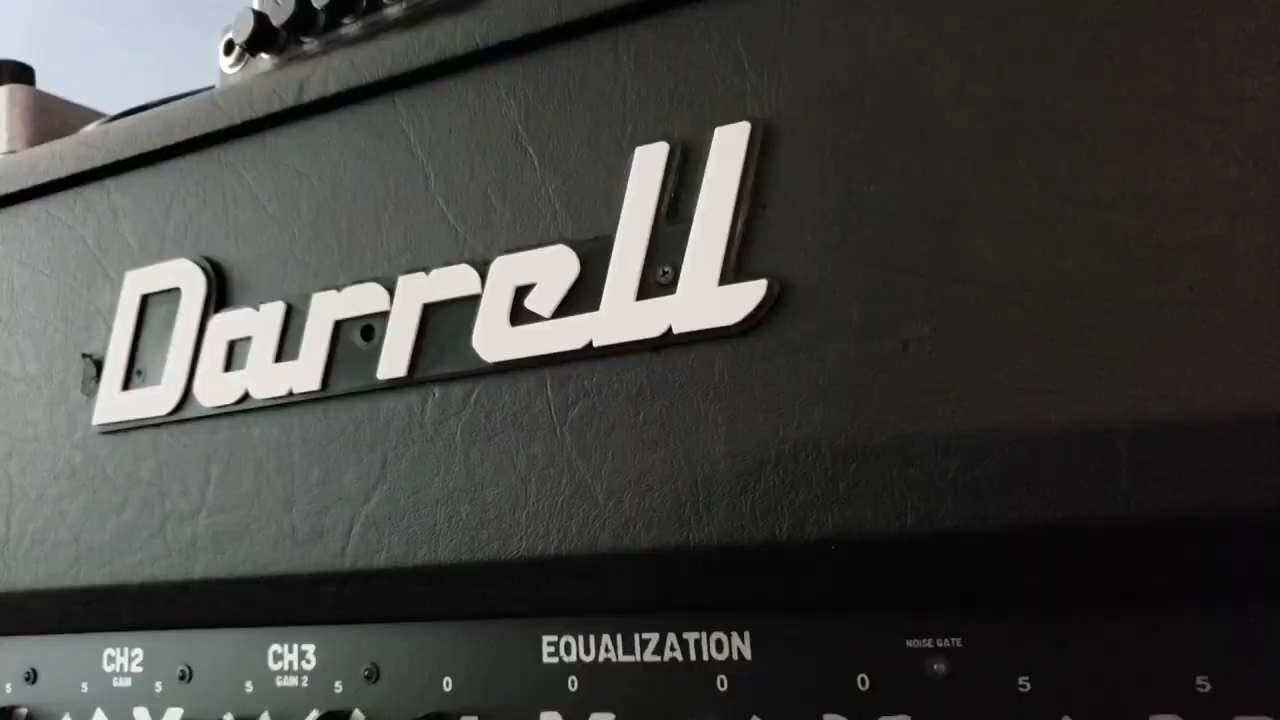 Darrell
EQUALIZATION
CH2
GAIN
CH3
GAIN 2
NOISE GATE
5 5 5 5 5 0 0 0 0 5 5